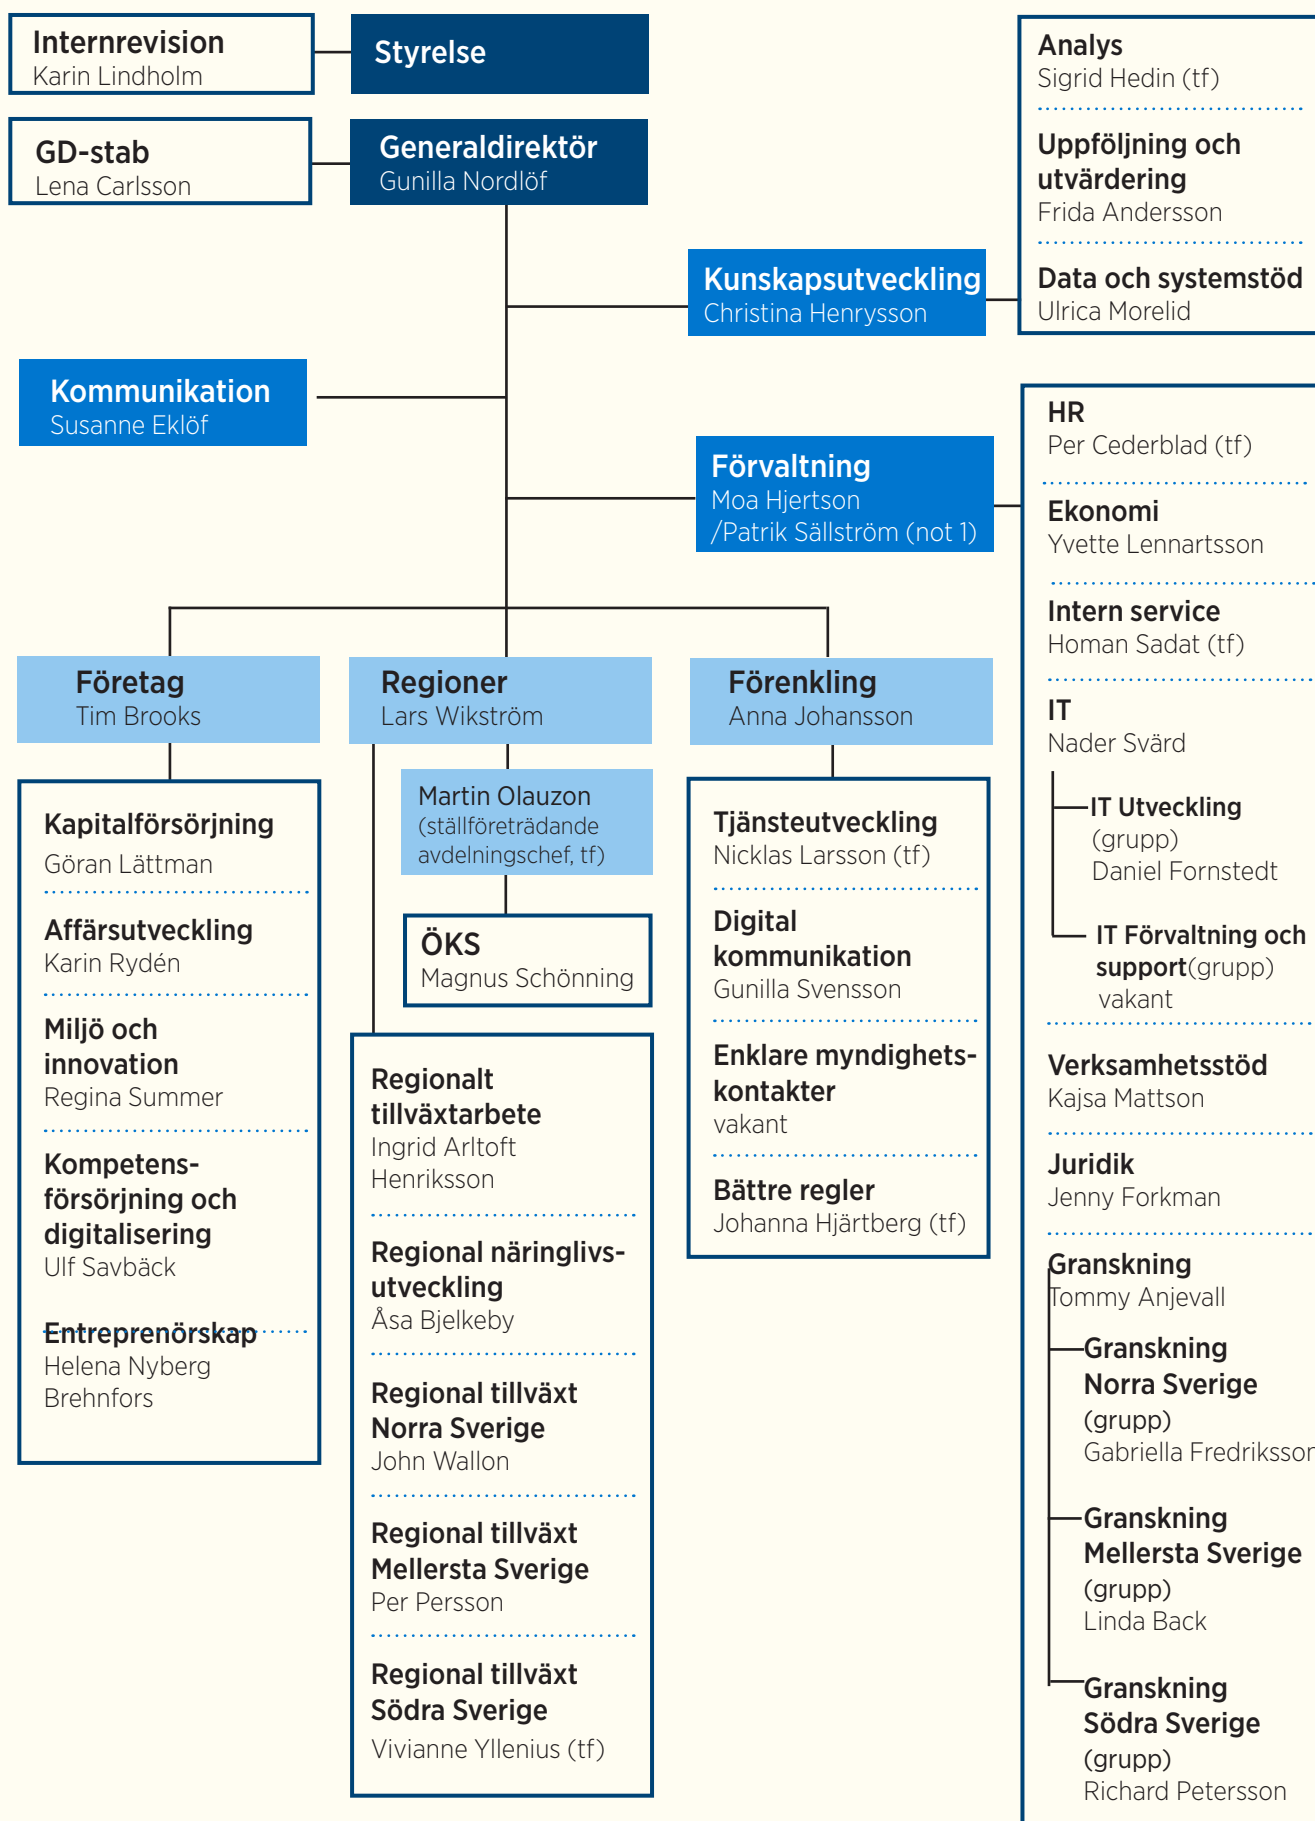 Internrevision
Karin Lindholm
Styrelse
GD-stab
Lena Carlsson
Generaldirektör
Gunilla Nordlöf
Kunskapsutveckling
Christina Henrysson
Analys
Sigrid Hedin (tf)
Uppföljning och
utvärdering
Frida Andersson
Data och systemstöd
Ulrica Morelid
Kommunikation
Susanne Eklöf
Förvaltning
Moa Hjertson
/Patrik Sällström (not 1)
HR
Per Cederblad (tf)
Ekonomi
Yvette Lennartsson
Intern service
Homan Sadat (tf)
IT
Nader Svärd
IT Utveckling
(grupp)
Daniel Fornstedt
IT Förvaltning och
support(grupp)
vakant
Verksamhetsstöd
Kajsa Mattson
Juridik
Jenny Forkman
Granskning
Tommy Anjevall
Granskning
Norra Sverige
(grupp)
Gabriella Fredriksson
Granskning
Mellersta Sverige
(grupp)
Linda Back
Granskning
Södra Sverige
(grupp)
Richard Petersson
Företag
Tim Brooks
Kapitalförsörjning
Göran Lättman
Affärsutveckling
Karin Rydén
Miljö och
innovation
Regina Summer
Kompetens-
försörjning och
digitalisering
Ulf Savbäck
Entreprenörskap
Helena Nyberg
Brehnfors
Regioner
Lars Wikström
Martin Olauzon
(ställföreträdande
avdelningschef, tf)
ÖKS
Magnus Schönning
Regionalt
tillväxtarbete
Ingrid Arltoft
Henriksson
Regional näringlivs-
utveckling
Åsa Bjelkeby
Regional tillväxt
Norra Sverige
John Wallon
Regional tillväxt
Mellersta Sverige
Per Persson
Regional tillväxt
Södra Sverige
Vivianne Yllenius (tf)
Förenkling
Anna Johansson
Tjänsteutveckling
Nicklas Larsson (tf)
Digital
kommunikation
Gunilla Svensson
Enklare myndighets-
kontakter
vakant
Bättre regler
Johanna Hjärtberg (tf)